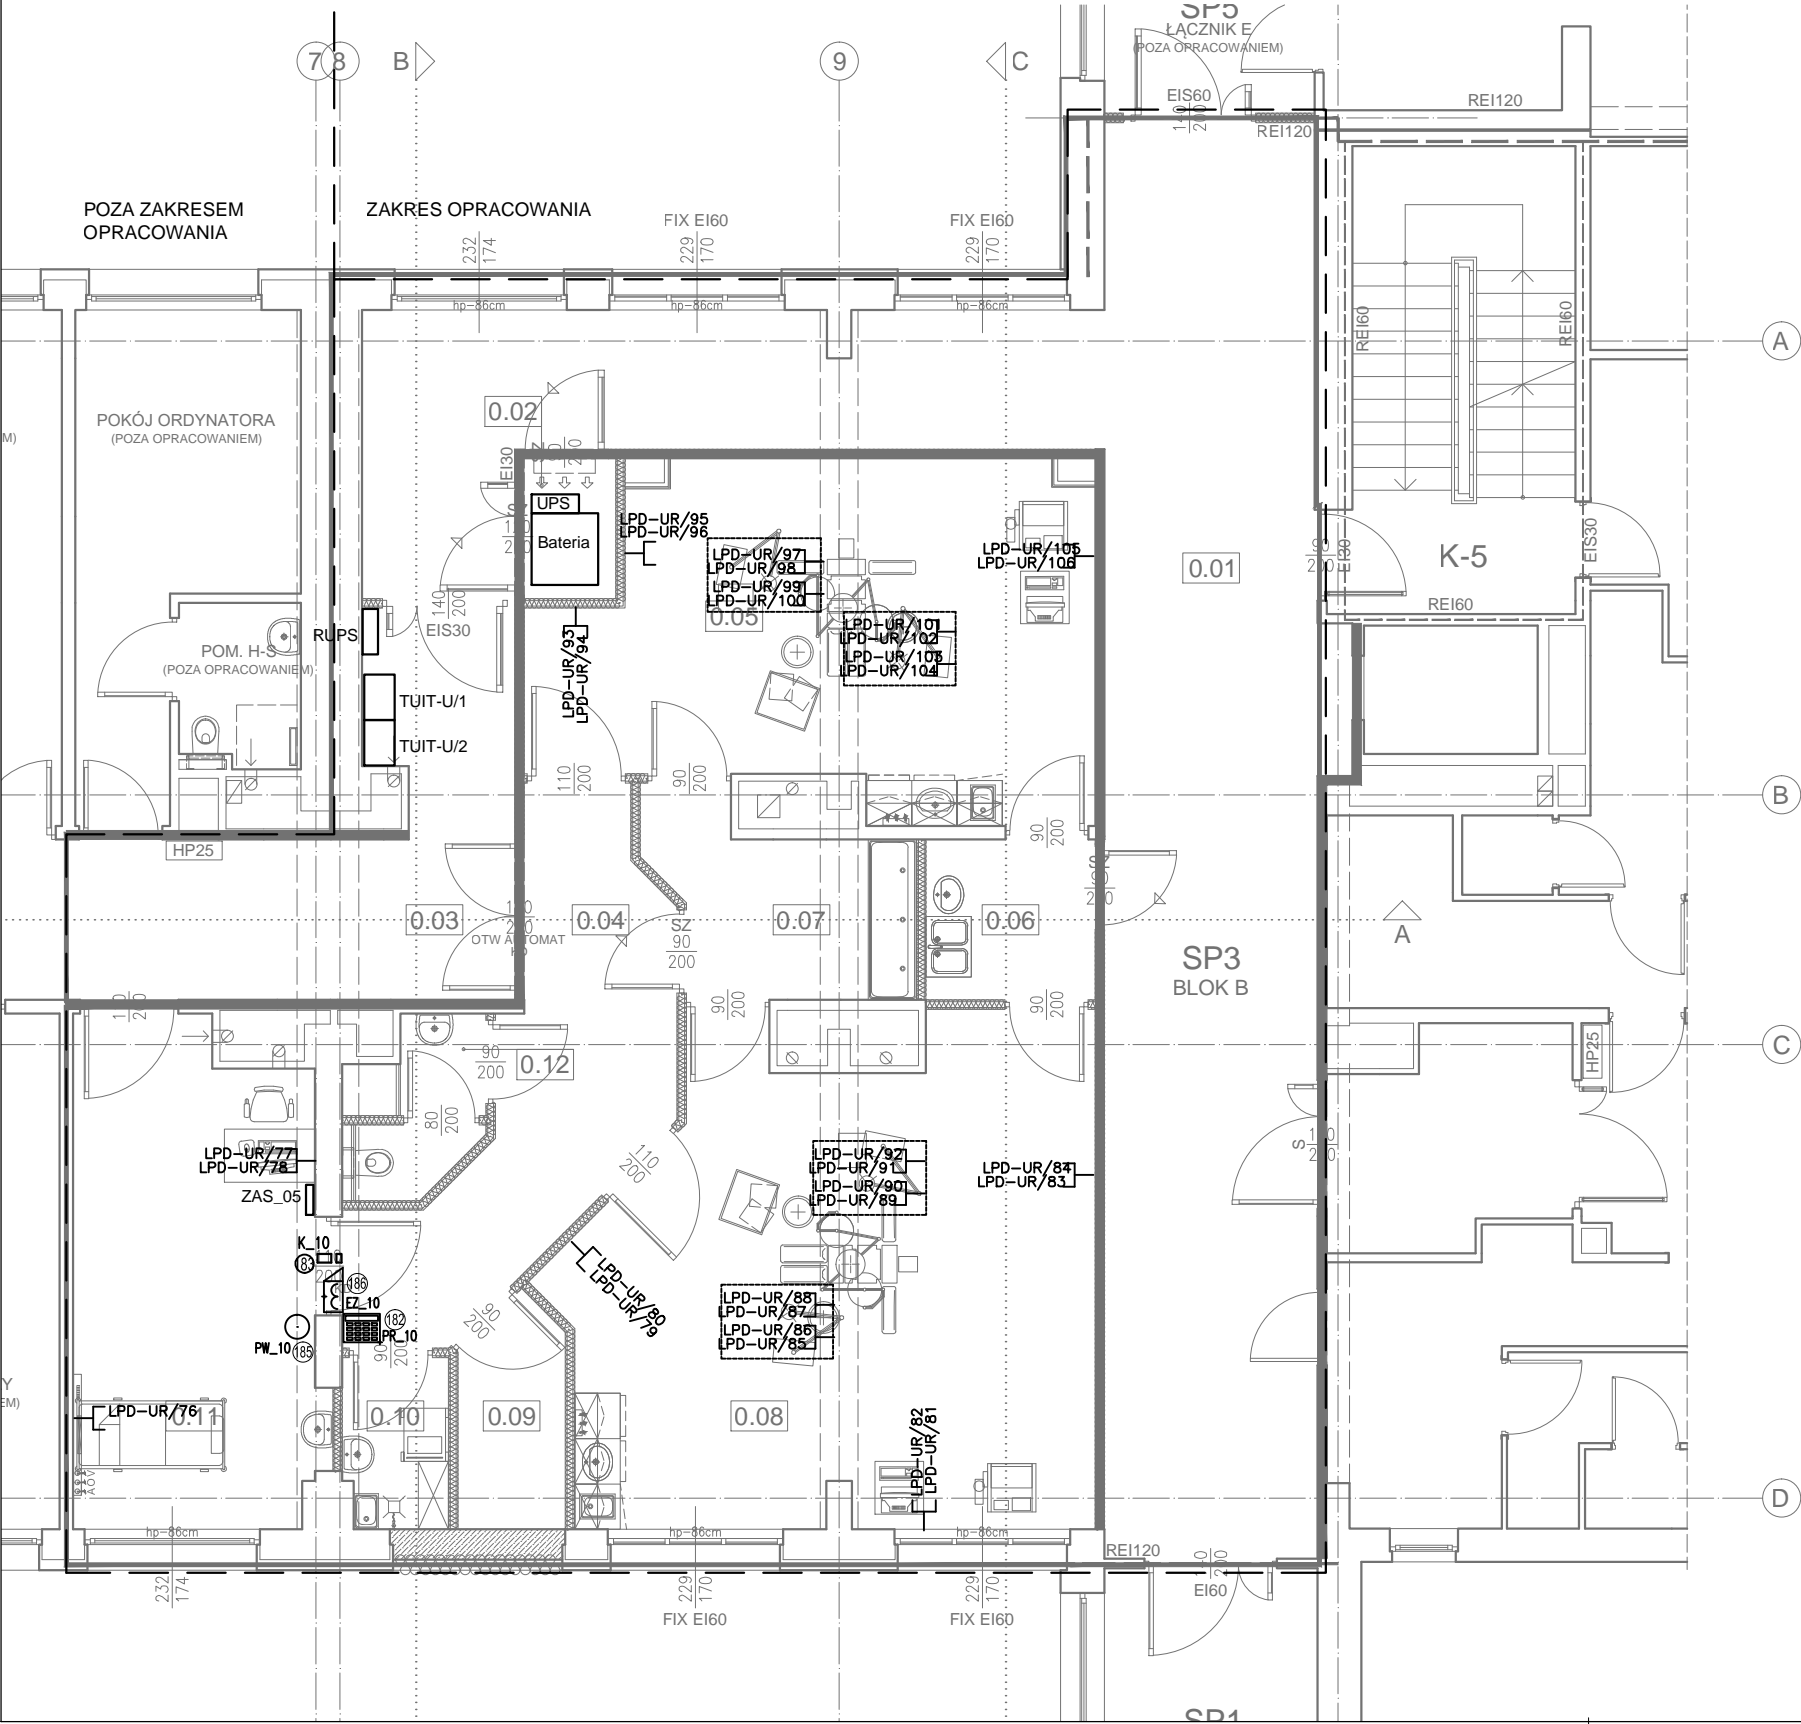 SP5
ŁĄCZNIK E
(POZA OPRACOWANIEM)
7
8
B
9
C
EIS60
140
200
REI120
REI120
POZA ZAKRESEM
OPRACOWANIA
ZAKRES OPRACOWANIA
232
174
FIX EI60
229
170
FIX EI60
229
170
hp-86cm
hp-86cm
hp-86cm
REI60
REI60
A
POKÓJ ORDYNATORA
(POZA OPRACOWANIEM)
M)
0.02
EI30
UPS
Bateria
LPD-UR/95
LPD-UR/96
LPD-UR/97
LPD-UR/98
LPD-UR/99
LPD-UR/100
0.05
LPD-UR/105
LPD-UR/106
0.01
EI30
K-5
EIS30
REI60
140
200
EIS30
RUPS
POM. H-S
(POZA OPRACOWANIEM)
LPD-UR/93
LPD-UR/94
LPD-UR/101
LPD-UR/102
LPD-UR/103
LPD-UR/104
TUIT-U/1
TUIT-U/2
110
200
90
200
90
200
B
HP25
0.03
OTW AUTOMAT
0.04
SZ
90
200
0.07
0.06
SP3
BLOK B
A
90
200
90
200
90
200
0.12
80
200
110
200
HP25
C
LPD-UR/77
LPD-UR/78
ZAS_05
LPD-UR/92
LPD-UR/91
LPD-UR/90
LPD-UR/89
LPD-UR/84
LPD-UR/83
S
K_10
183
186
EZ_10
182
PR_10
PW_10
185
90
200
90
200
LPD-UR/80
LPD-UR/79
LPD-UR/88
LPD-UR/87
LPD-UR/86
LPD-UR/85
Y
EM)
LPD-UR/76
0.11
0.10
0.09
0.08
LPD-UR/82
LPD-UR/81
AOV
D
hp-86cm
hp-86cm
hp-86cm
REI120
232
174
229
170
FIX EI60
229
170
FIX EI60
EI60
SP1